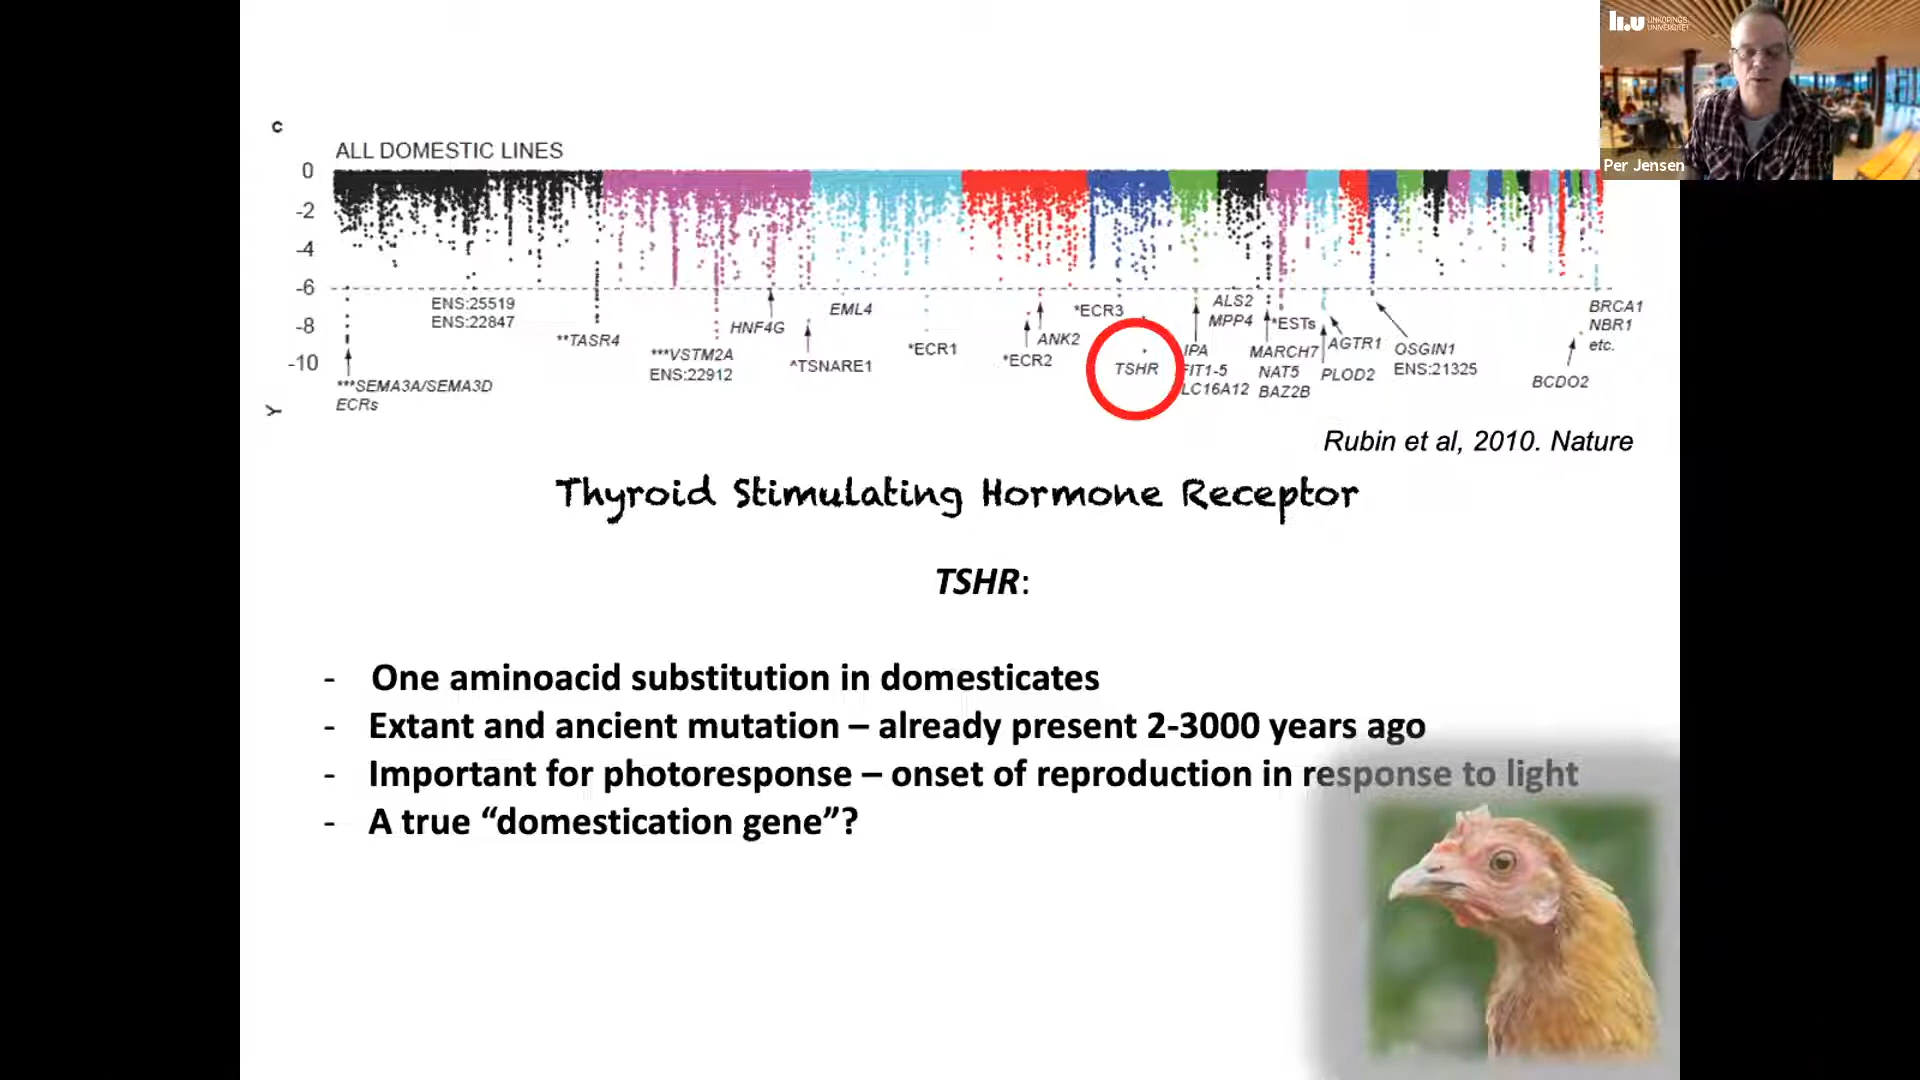 LINKÖPINGS
UNIVERSITET
Per Jensen
c
ALL DOMESTIC LINES
0
-2
-4
-6
-8
-10
Y
ENS:25519
ENS:22847
***SEMA3A/SEMA3D
ECRs
**TASR4
***VSTM2A
ENS:22912
HNF4G
^TSNARE1
EML4
*ECR1
*ECR2
ANK2
*ECR3
TSHR
IPA
FIT1-5
LC16A12
ALS2
MPP4
MARCH7
NAT5
BAZ2B
*ESTs
AGTR1
PLOD2
OSGIN1
ENS:21325
BCDO2
BRCA1
NBR1
etc.
Rubin et al, 2010. Nature
Thyroid Stimulating Hormone Receptor
TSHR:
- One aminoacid substitution in domesticates
- Extant and ancient mutation – already present 2-3000 years ago
- Important for photoresponse – onset of reproduction in response to light
- A true “domestication gene”?